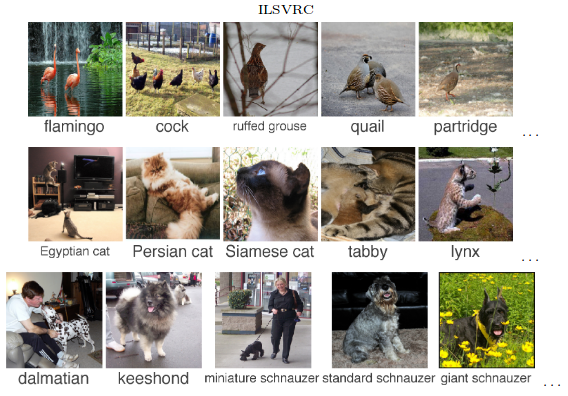 ILSVRC
flamingo cock ruffed grouse quail partridge ...
Egyptian cat Persian cat Siamese cat tabby lynx ...
dalmatian keeshond miniature schnauzer standard schnauzer giant schnauzer ...